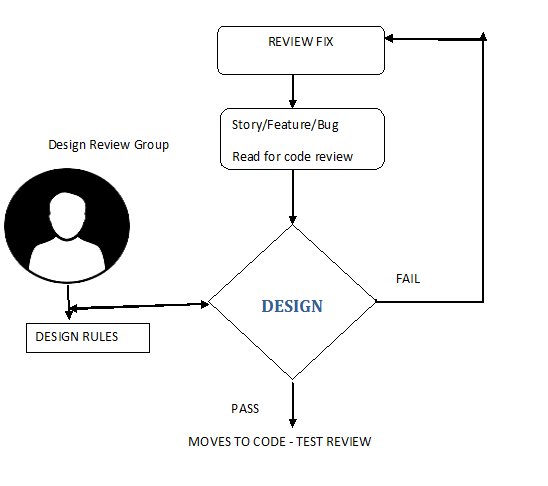 REVIEW FIX
Story/Feature/Bug
Read for code review
Design Review Group
FAIL
DESIGN
DESIGN RULES
PASS
MOVES TO CODE - TEST REVIEW